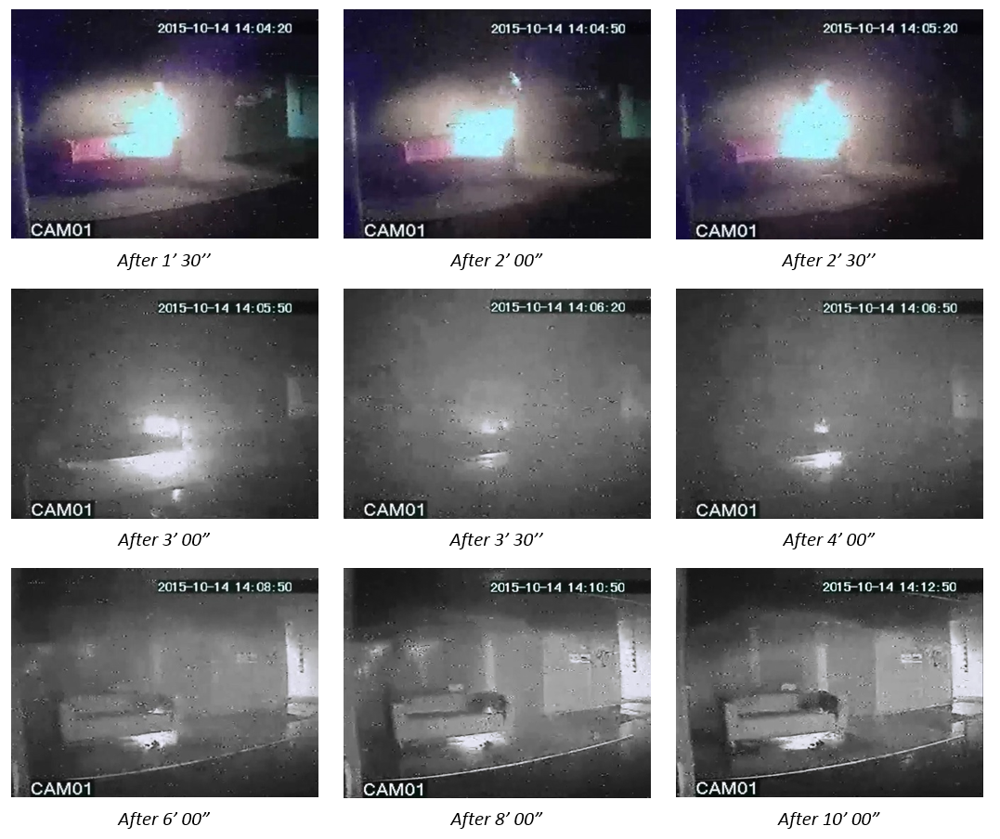 2015-10-14 14:04:20
CAM01
After 1’ 30’’
2015-10-14 14:04:50
CAM01
After 2’ 00”
2015-10-14 14:05:20
CAM01
After 2’ 30’’
2015-10-14 14:05:50
CAM01
After 3’ 00”
2015-10-14 14:06:20
CAM01
After 3’ 30’’
2015-10-14 14:06:50
CAM01
After 4’ 00”
2015-10-14 14:08:50
CAM01
After 6’ 00”
2015-10-14 14:10:50
CAM01
After 8’ 00”
2015-10-14 14:12:50
CAM01
After 10’ 00”